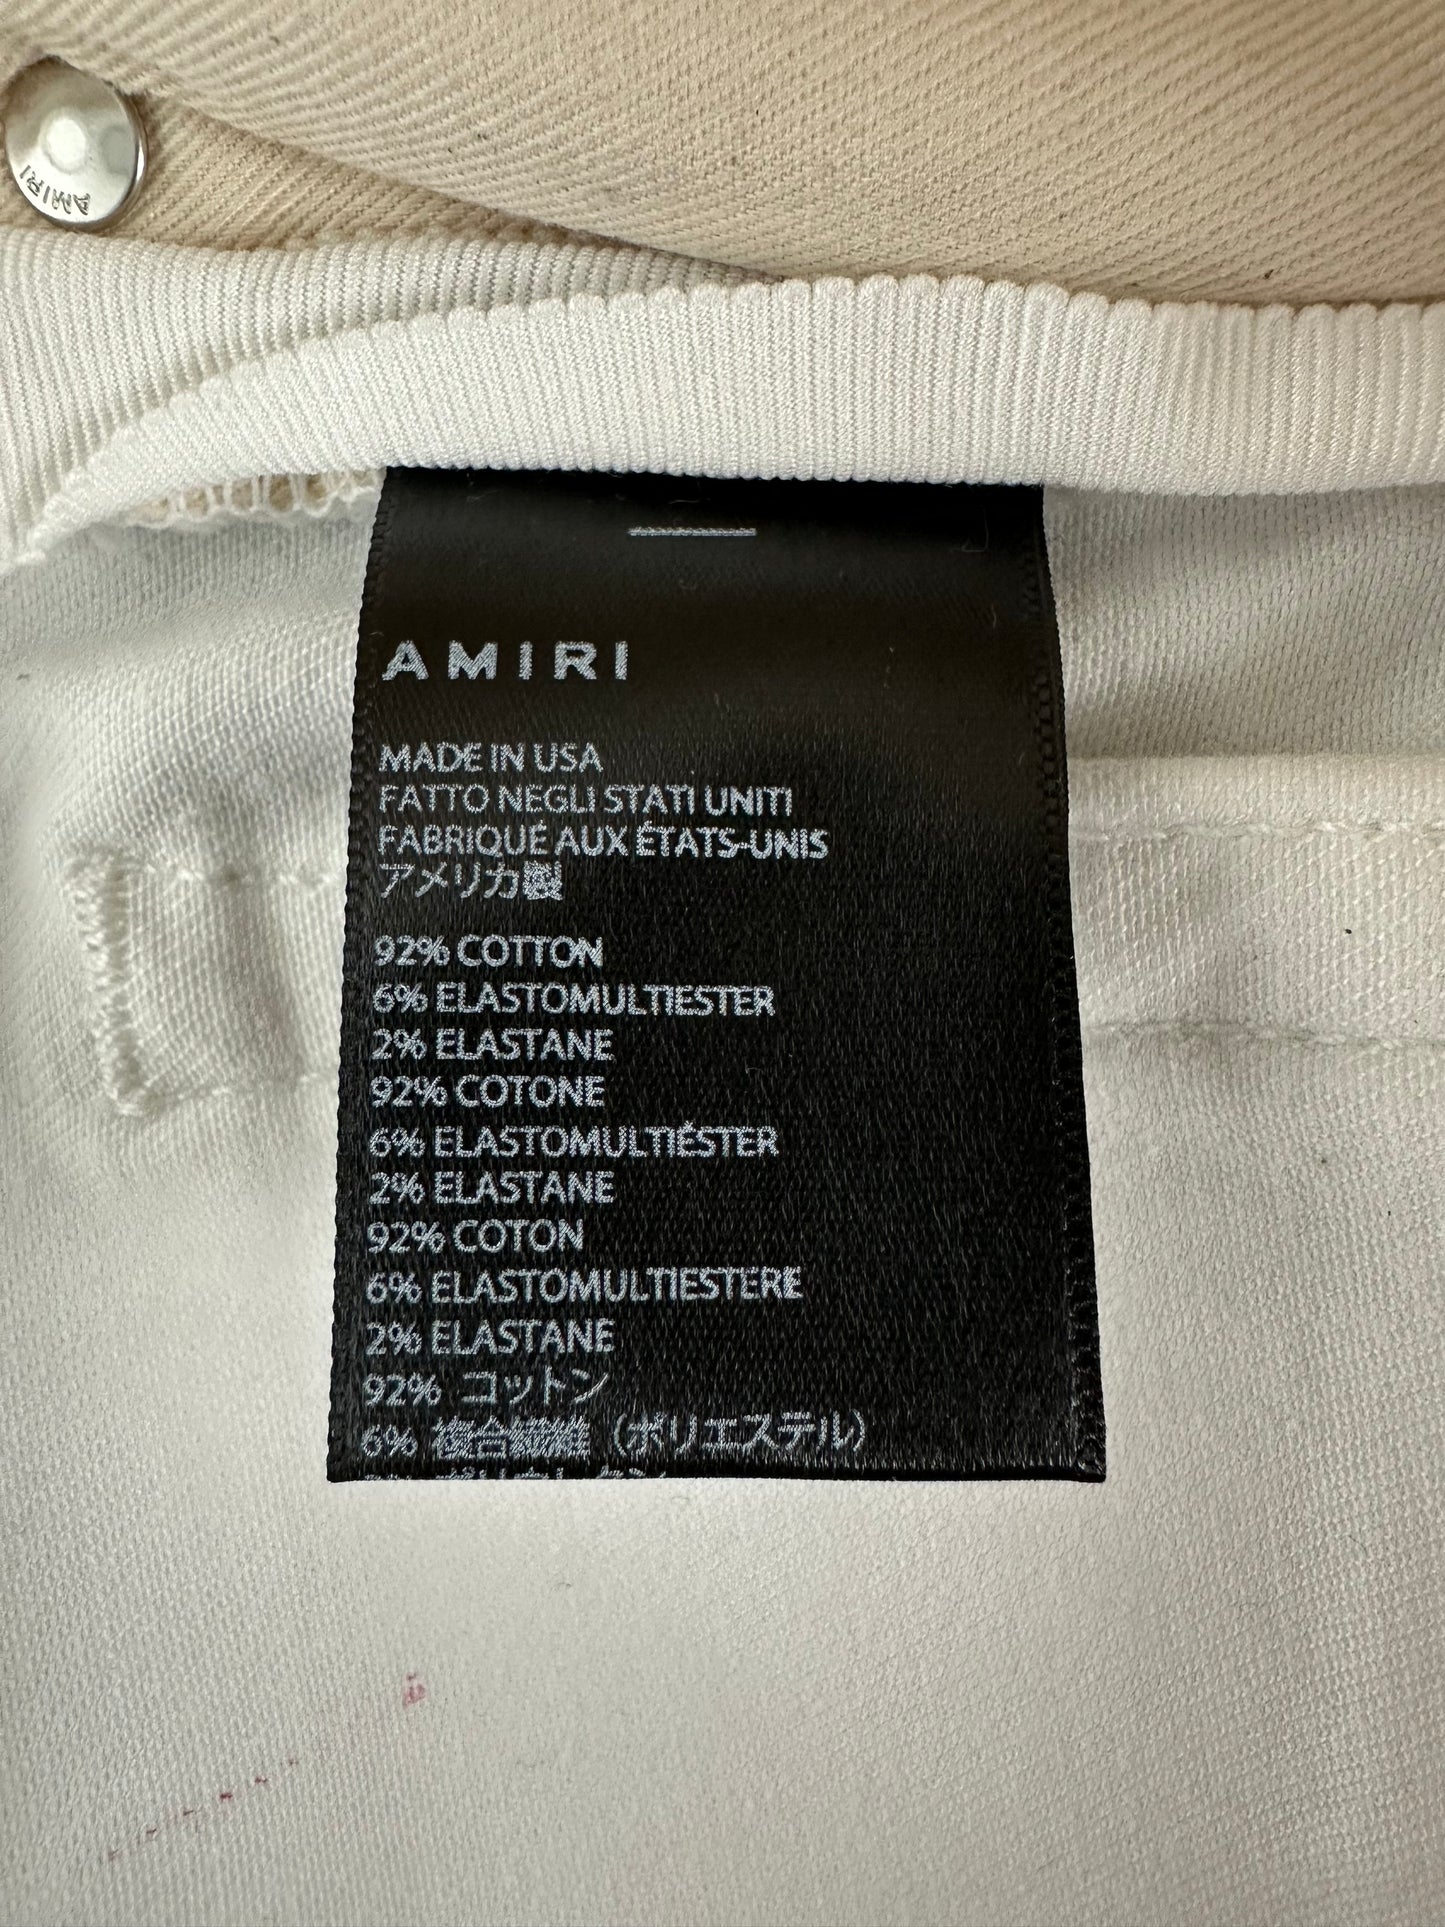 AMIRI
AMIRI
MADE IN USA
FATTO NEGLI STATI UNITI
FABRIQUÉ AUX ÉTATS-UNIS
アメリカ製
92% COTTON
6% ELASTOMULTIESTER
2% ELASTANE
92% COTONE
6% ELASTOMULTIÉSTER
2% ELASTANE
92% COTON
6% ELASTOMULTIESTERE
2% ELASTANE
92% コットン
6% 複合繊維（ポリエステル）